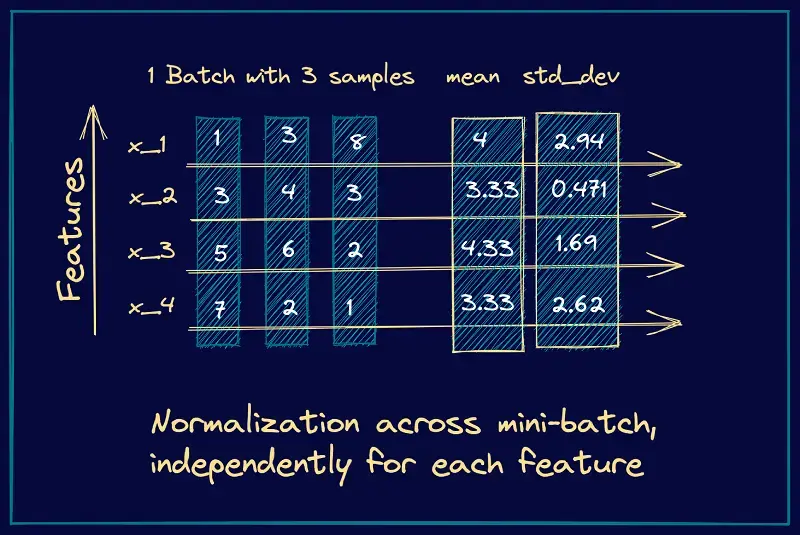 1 Batch with 3 samples mean std_dev
x_1 1 3 8 4 2.94
x_2 3 4 3 3.33 0.471
x_3 5 6 2 4.33 1.69
x_4 7 2 1 3.33 2.62
Features
Normalization across mini-batch,
independently for each feature